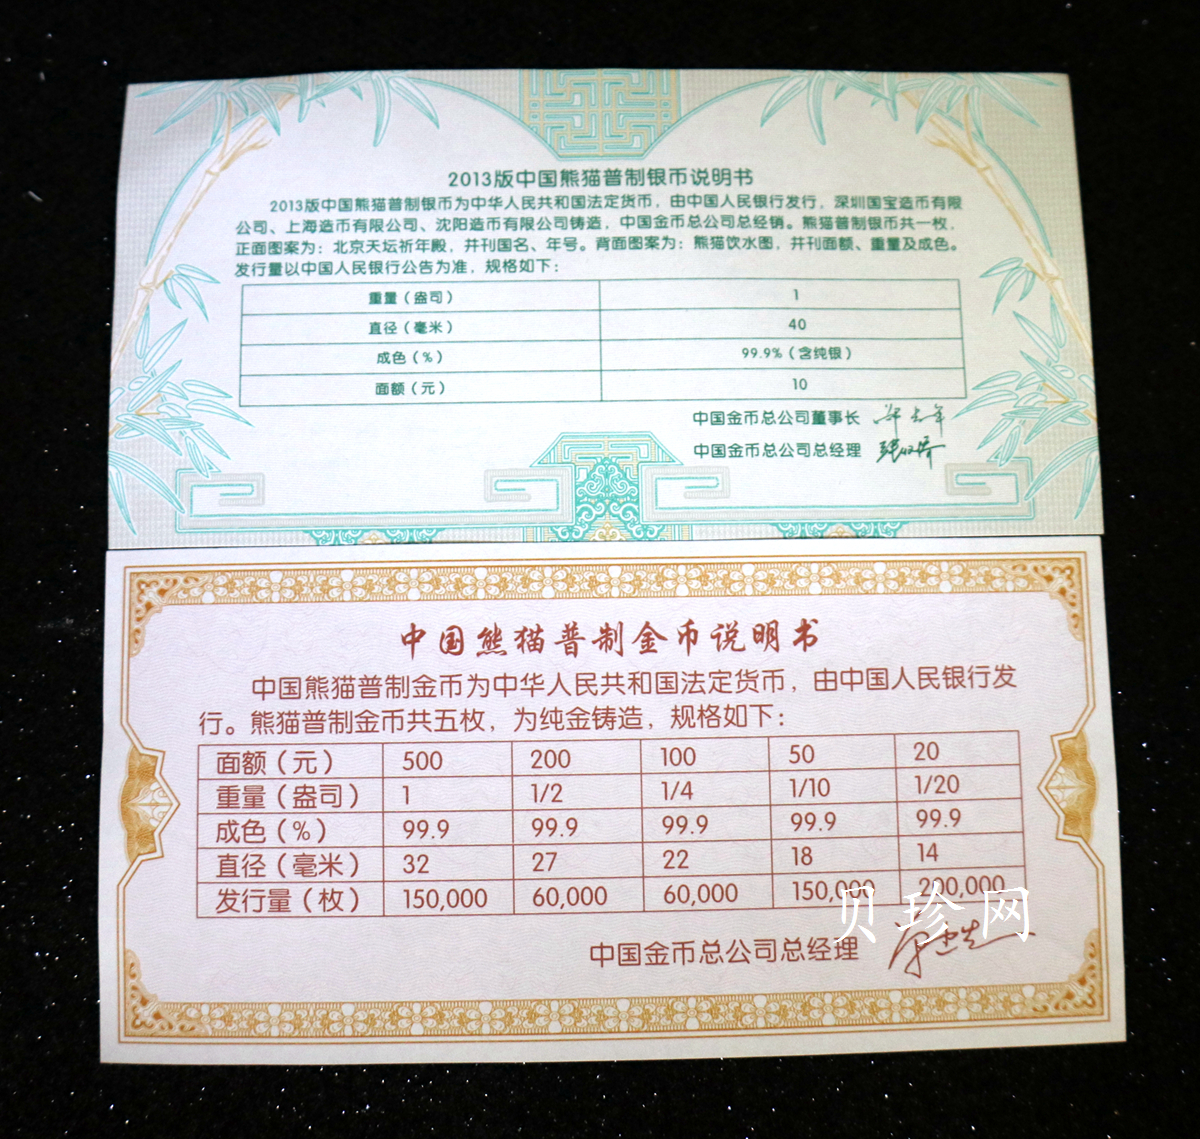 2013版中国熊猫普制银币说明书
2013版中国熊猫普制银币为中华人民共和国法定货币，由中国人民银行发行，深圳国宝造币有限
公司、上海造币有限公司、沈阳造币有限公司铸造，中国金币总公司总经销。熊猫普制银币共一枚，
正面图案为：北京天坛祈年殿，并刊国名、年号。背面图案为：熊猫饮水图，并刊面额、重量及成色。
发行量以中国人民银行公告为准，规格如下：
重量（盎司） 1
直径（毫米） 40
成色（%） 99.9%（含纯银）
面额（元） 10
中国金币总公司董事长
中国金币总公司总经理
中国熊猫普制金币说明书
中国熊猫普制金币为中华人民共和国法定货币，由中国人民银行发
行。熊猫普制金币共五枚，为纯金铸造，规格如下：
面额（元） 500 200 100 50 20
重量（盎司） 1 1/2 1/4 1/10 1/20
成色（%） 99.9 99.9 99.9 99.9 99.9
直径（毫米） 32 27 22 18 14
发行量（枚） 150,000 60,000 60,000 150,000 200,000
贝珍网
中国金币总公司总经理